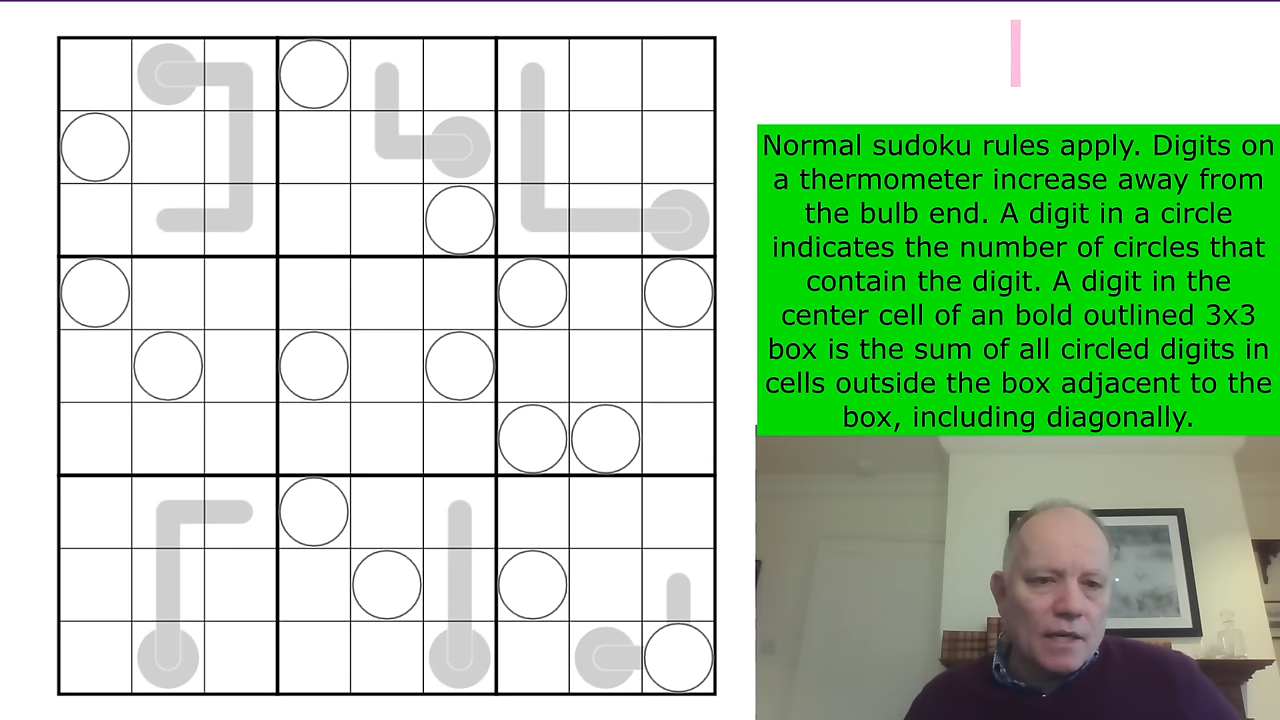 Normal sudoku rules apply. Digits on
a thermometer increase away from
the bulb end. A digit in a circle
indicates the number of circles that
contain the digit. A digit in the
center cell of an bold outlined 3x3
box is the sum of all circled digits in
cells outside the box adjacent to the
box, including diagonally.